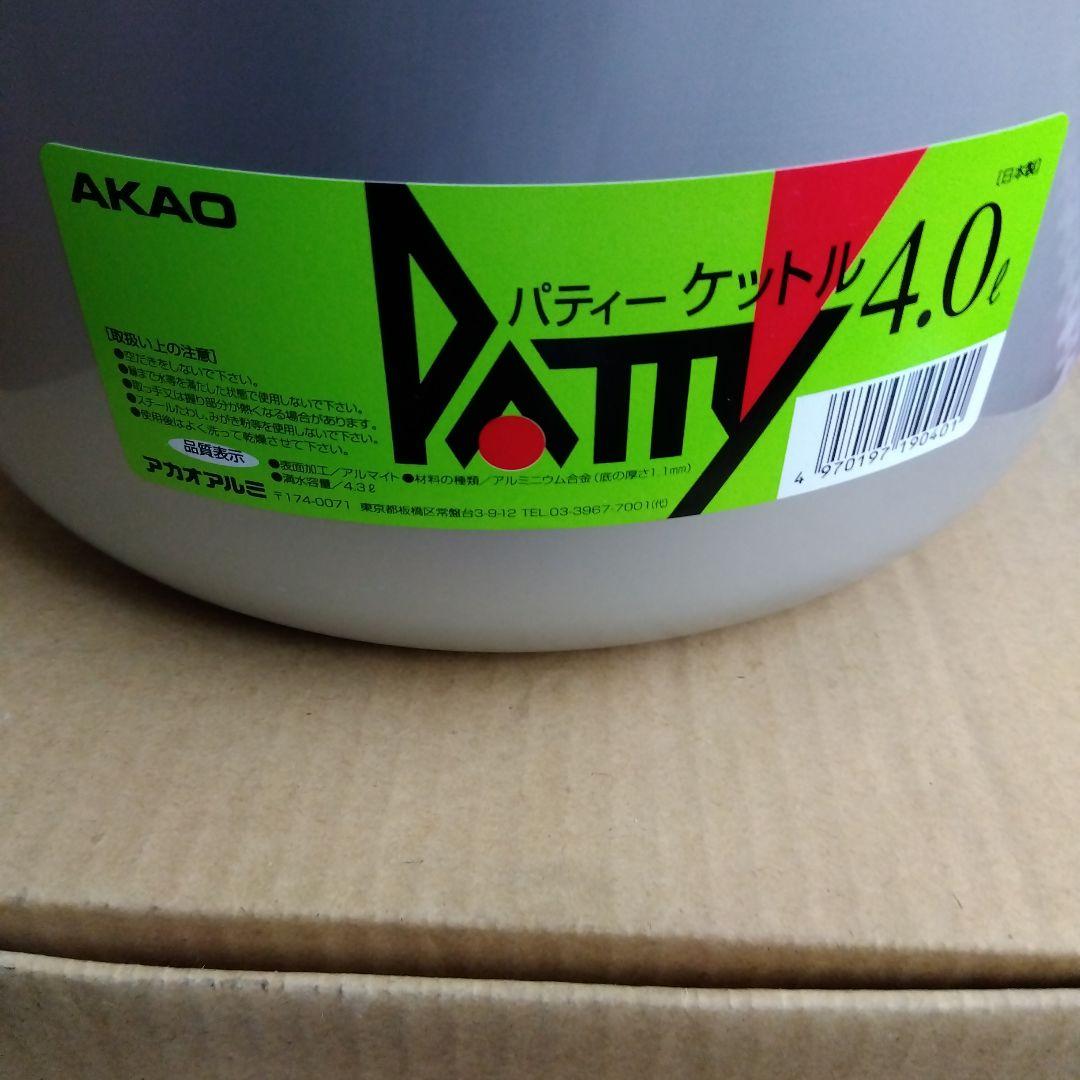 AKAO
[日本製]
パティー ケットル 4.0ℓ
PATTY
[取扱い上の注意]
●空だきをしないで下さい。
●縁まで水等を満たした状態で使用しないで下さい。
●取っ手又は握り部分が熱くなる場合があります。
●スチールたわし、みがき粉等を使用しないで下さい。
●使用後はよく洗って乾燥させて下さい。
品質表示
●表面加工/アルマイト ●材料の種類/アルミニウム合金(底の厚さ1.1mm)
●満水容量/4.3ℓ
アカオアルミ 〒174-0071 東京都板橋区常盤台3-9-12 TEL.03-3967-7001(代)
4 970197 190401